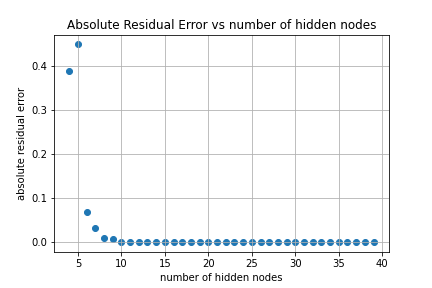 Absolute Residual Error vs number of hidden nodes
absolute residual error
0.4
0.3
0.2
0.1
0.0
5 10 15 20 25 30 35 40
number of hidden nodes